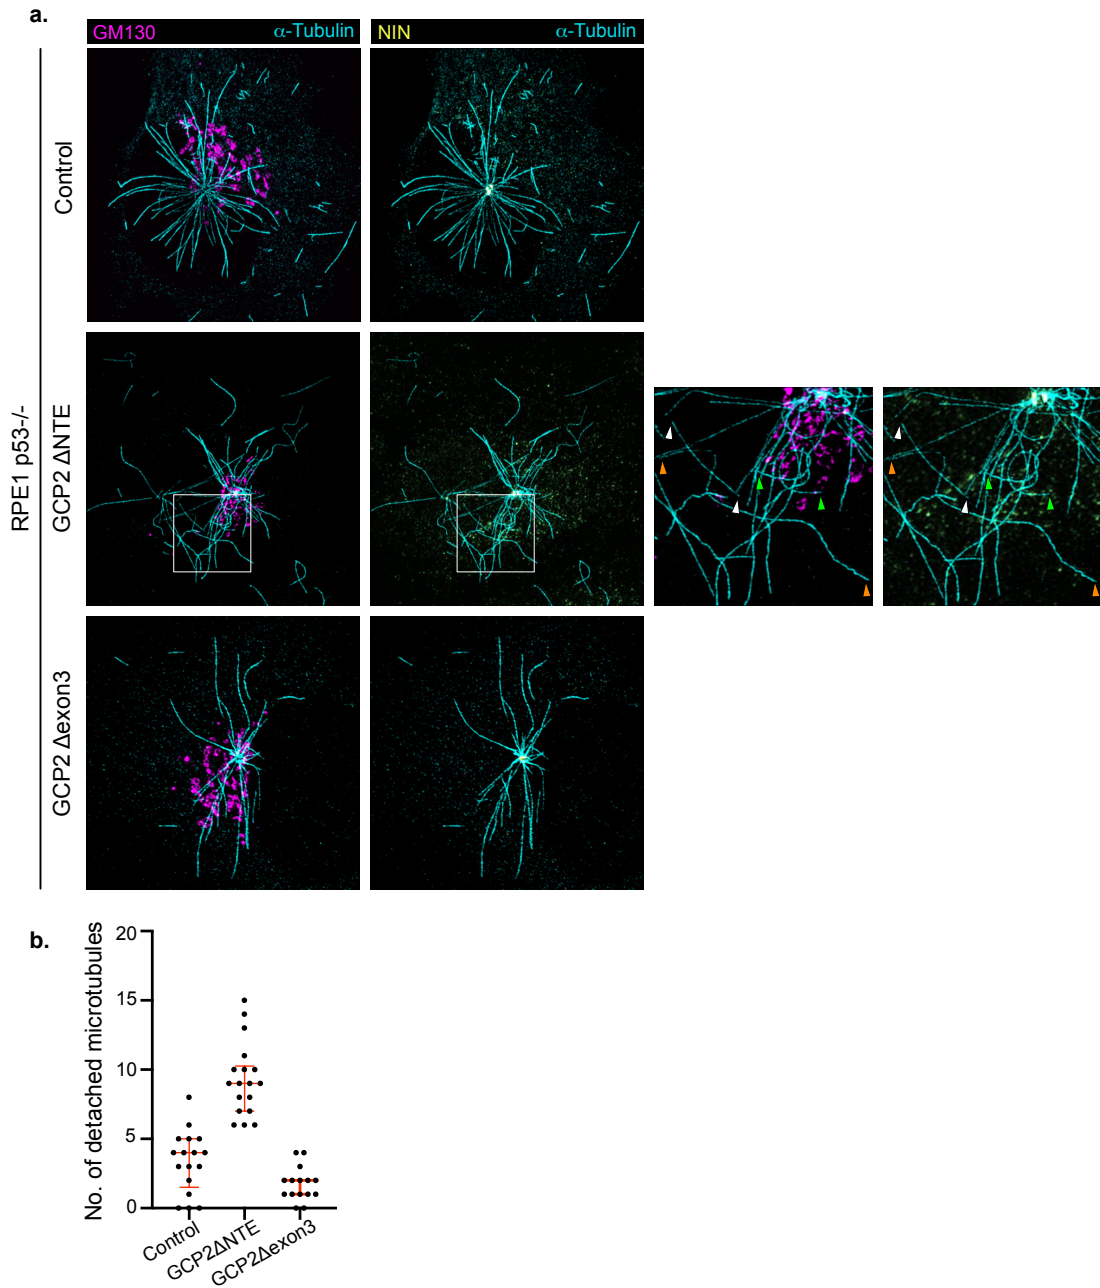 a.
GM130 α-Tubulin NIN α-Tubulin
RPE1 p53-/-
Control
GCP2 ΔNTE
GCP2 Δexon3
b.
No. of detached microtubules
20
15
10
5
0
Control
GCP2ΔNTE
GCP2Δexon3